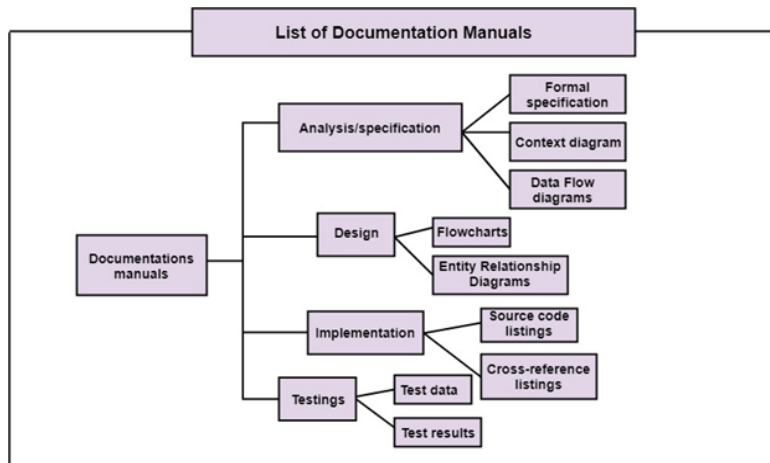 List of Documentation Manuals
Formal
specification
Analysis/specification
Context diagram
Data Flow
diagrams
Documentations
manuals
Design
Flowcharts
Entity Relationship
Diagrams
Implementation
Source code
listings
Cross-reference
listings
Testings
Test data
Test results